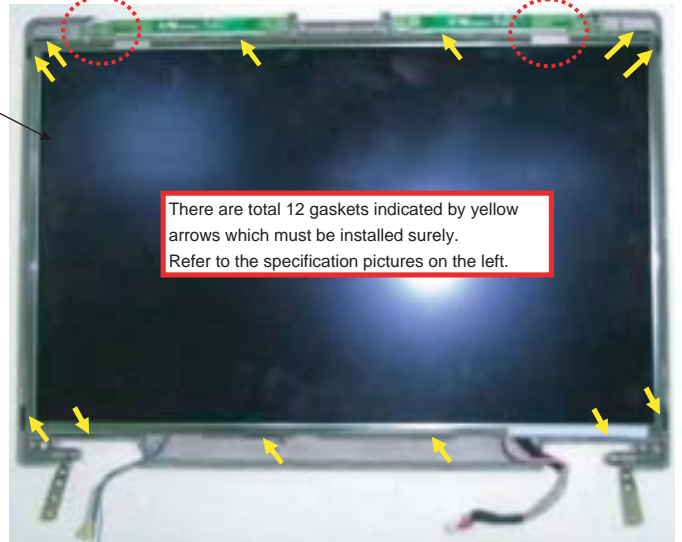 There are total 12 gaskets indicated by yellow
arrows which must be installed surely.
Refer to the specification pictures on the left.